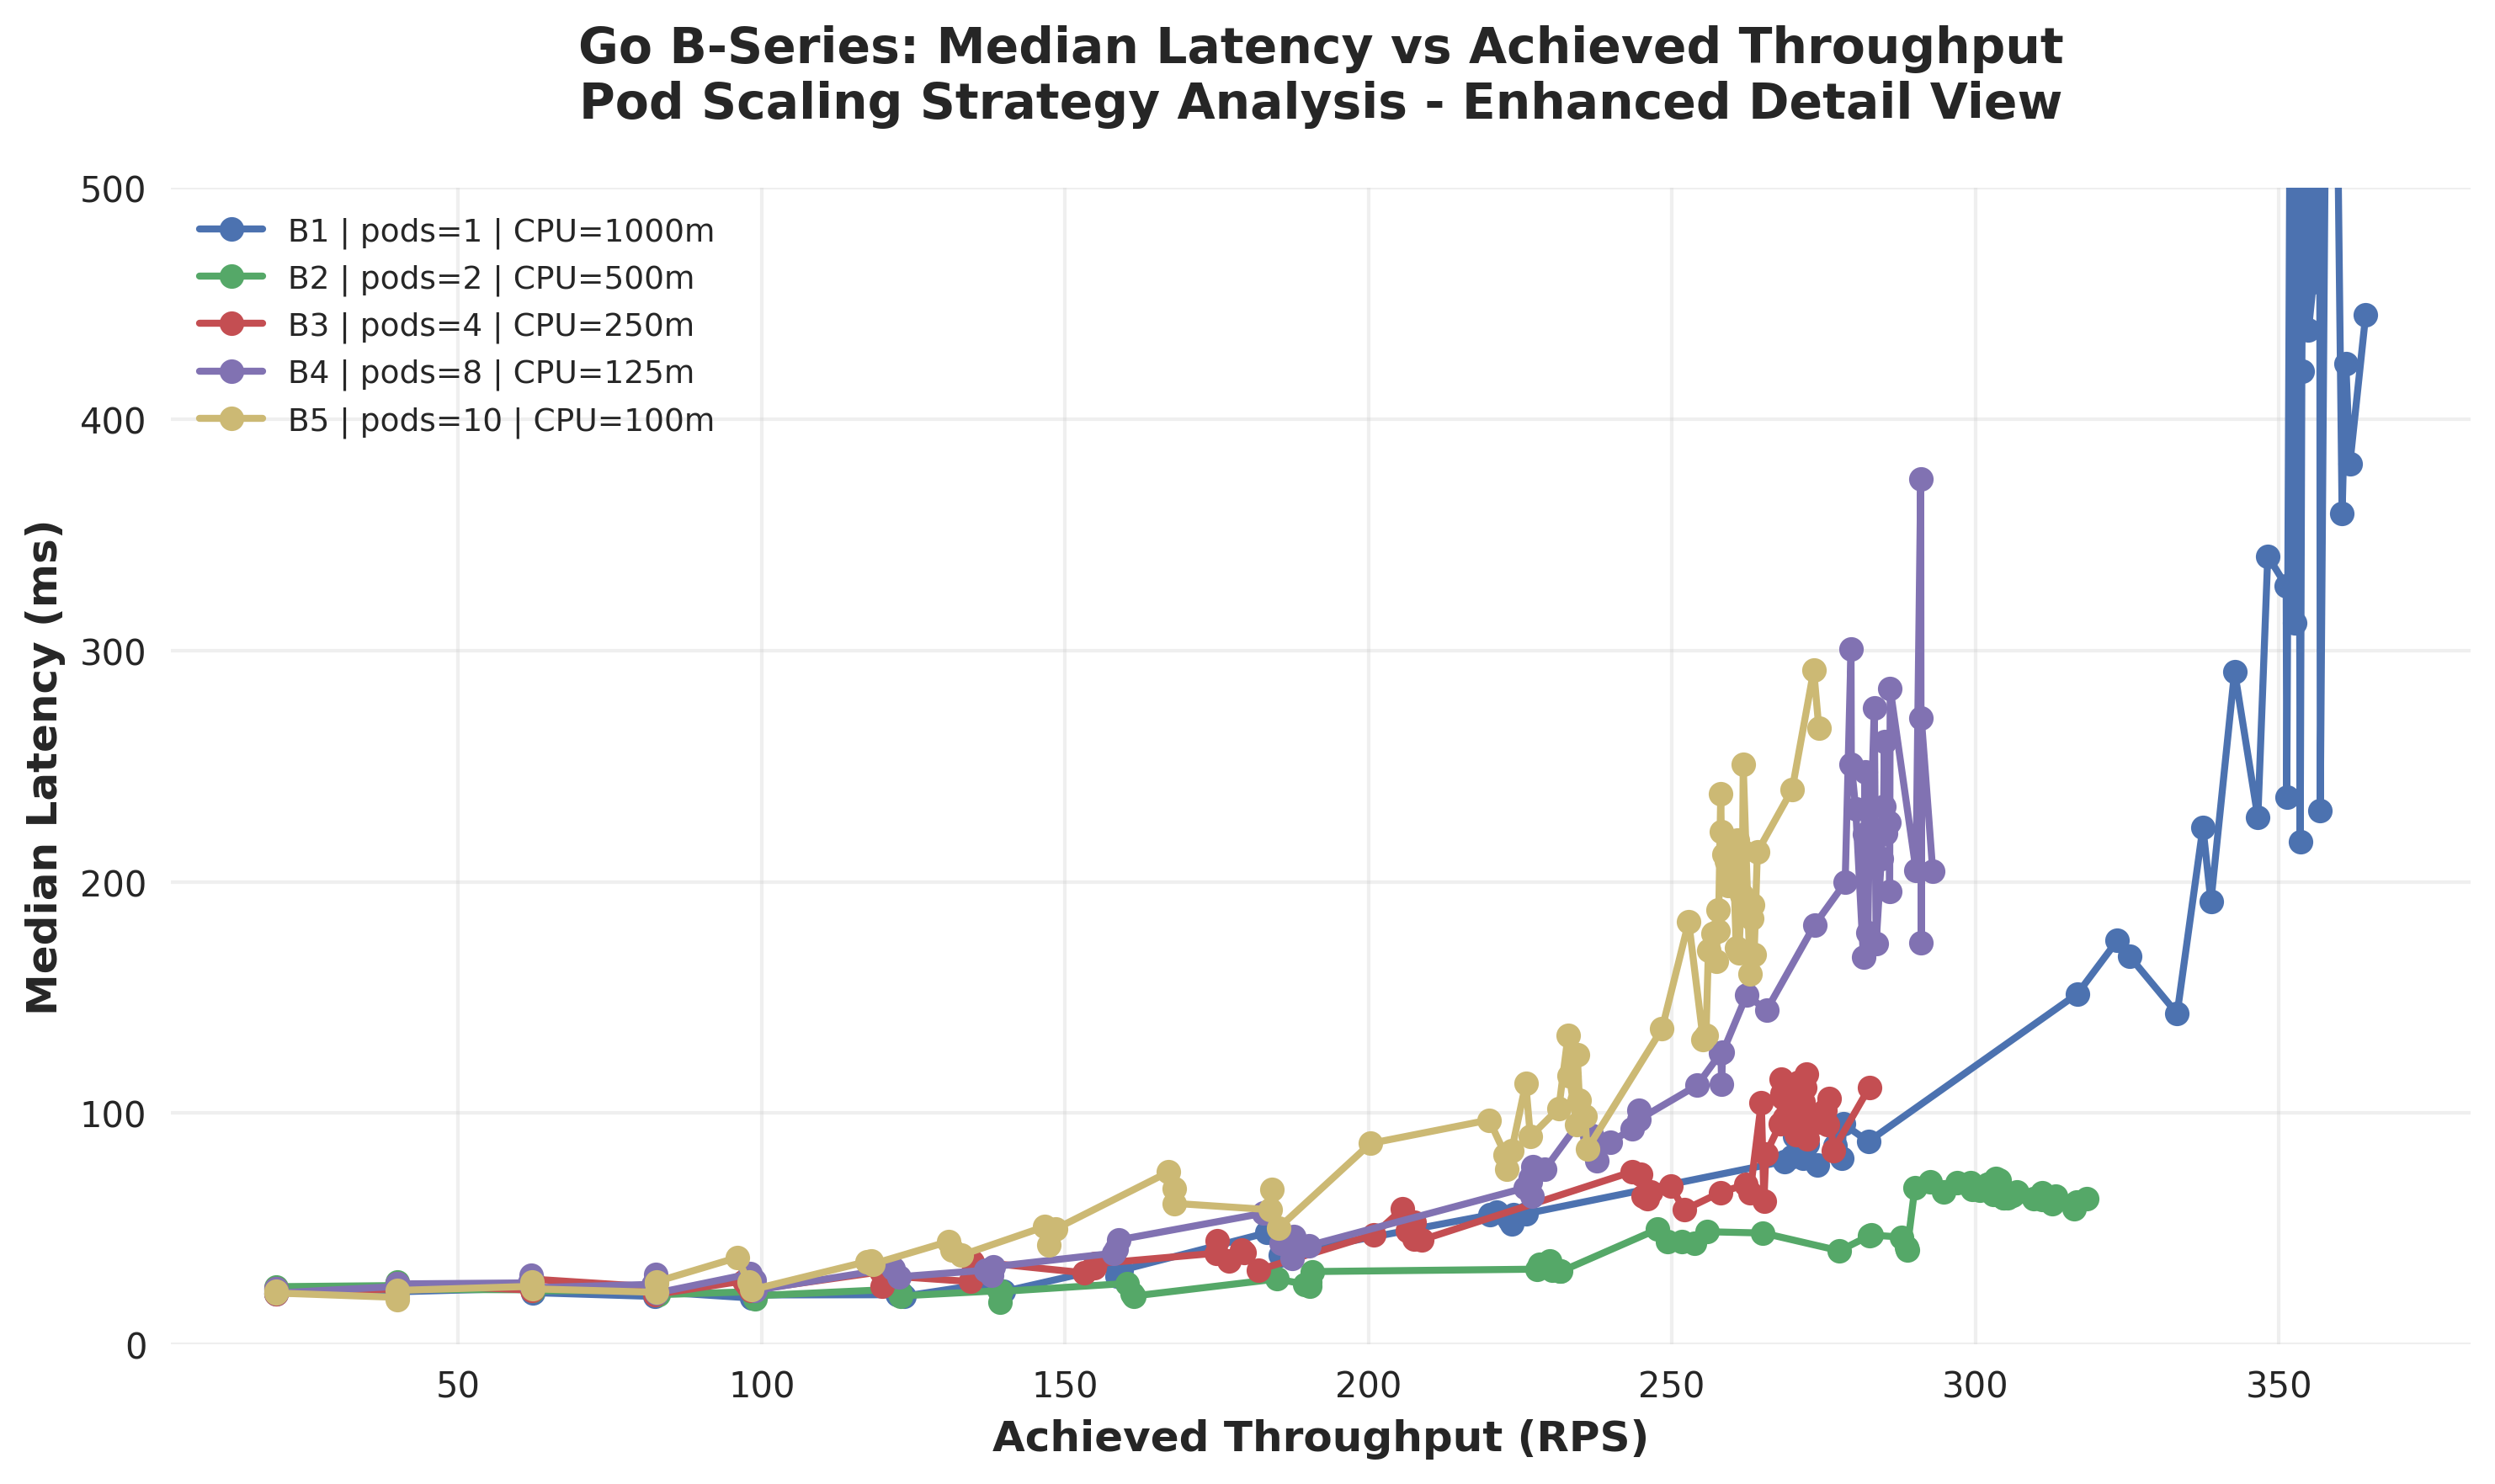 Go B-Series: Median Latency vs Achieved Throughput
Pod Scaling Strategy Analysis - Enhanced Detail View
500
400
300
200
100
0
Median Latency (ms)
B1 | pods=1 | CPU=1000m
B2 | pods=2 | CPU=500m
B3 | pods=4 | CPU=250m
B4 | pods=8 | CPU=125m
B5 | pods=10 | CPU=100m
50 100 150 200 250 300 350
Achieved Throughput (RPS)